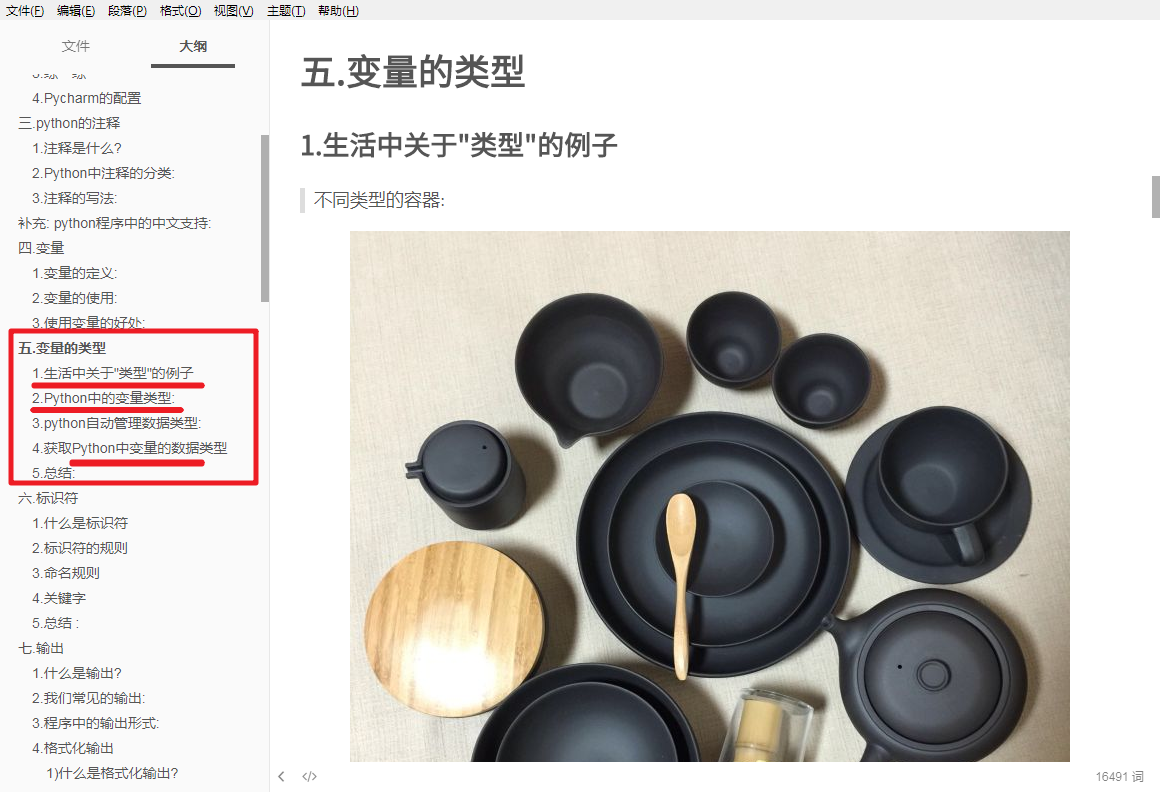 文件(F) 编辑(E) 段落(P) 格式(O) 视图(V) 主题(T) 帮助(H)
文件 大纲
4.Pycharm的配置
三.python的注释
1.注释是什么?
2.Python中注释的分类:
3.注释的写法:
补充: python程序中的中文支持:
四.变量
1.变量的定义:
2.变量的使用:
3.使用变量的好处:
五.变量的类型
1.生活中关于"类型"的例子
2.Python中的变量类型:
3.python自动管理数据类型:
4.获取Python中变量的数据类型
5.总结:
六.标识符
1.什么是标识符
2.标识符的规则
3.命名规则
4.关键字
5.总结 :
七.输出
1.什么是输出?
2.我们常见的输出:
3.程序中的输出形式:
4.格式化输出
1)什么是格式化输出?
五.变量的类型
1.生活中关于"类型"的例子
不同类型的容器:
16491 词